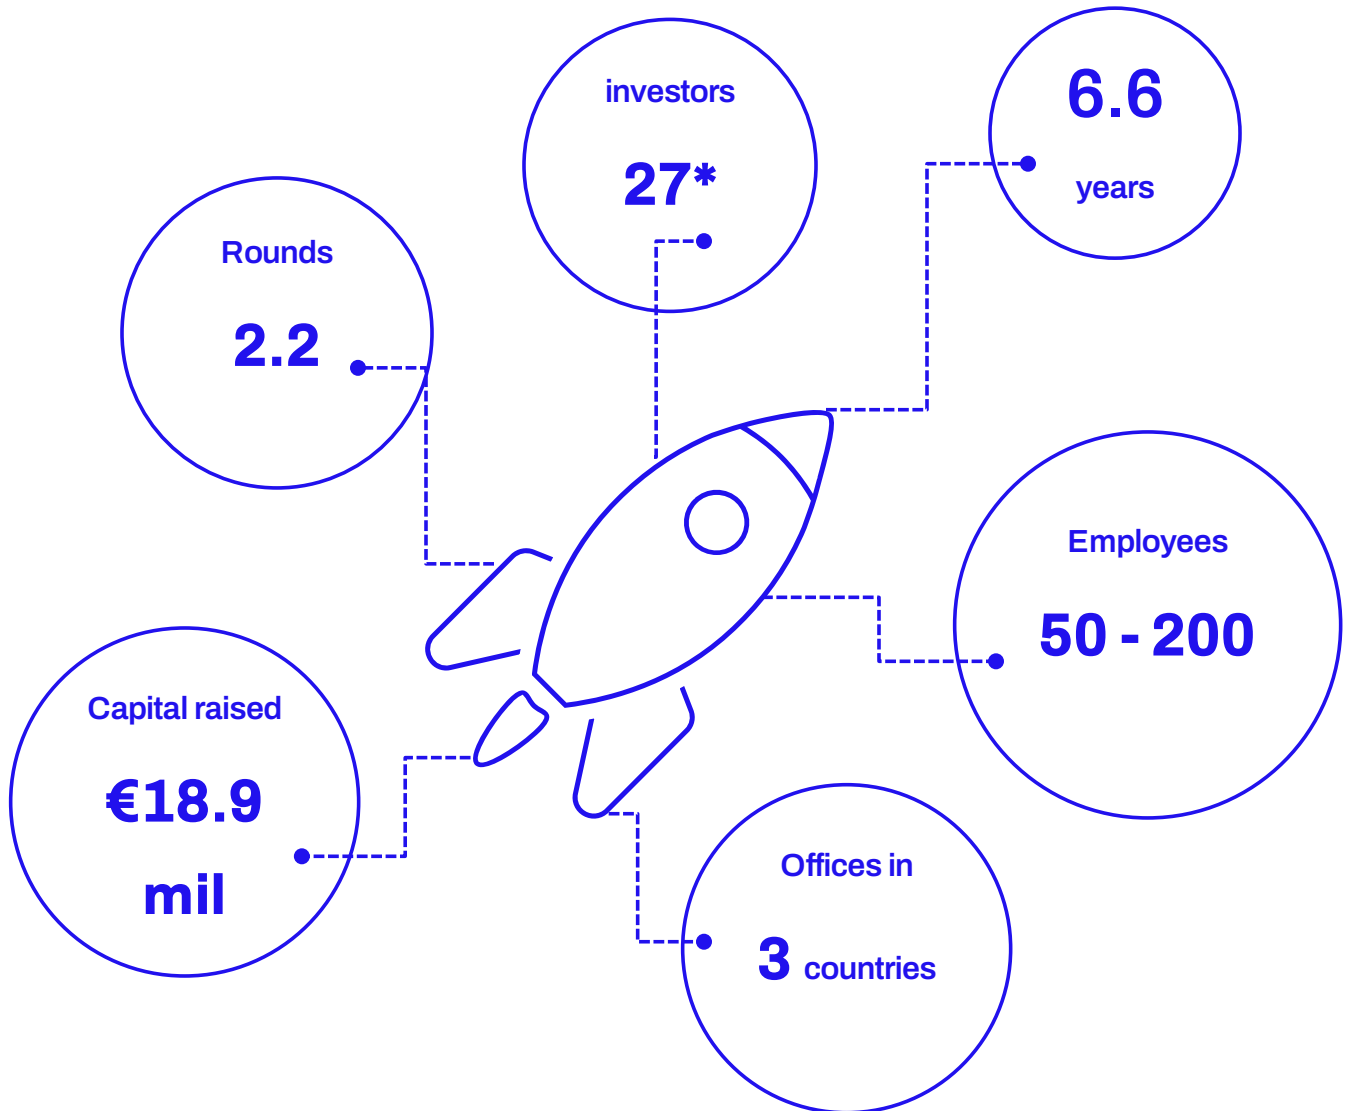 investors
27*
6.6
years
Rounds
2.2
Employees
50 - 200
Capital raised
€18.9
mil
Offices in
3 countries